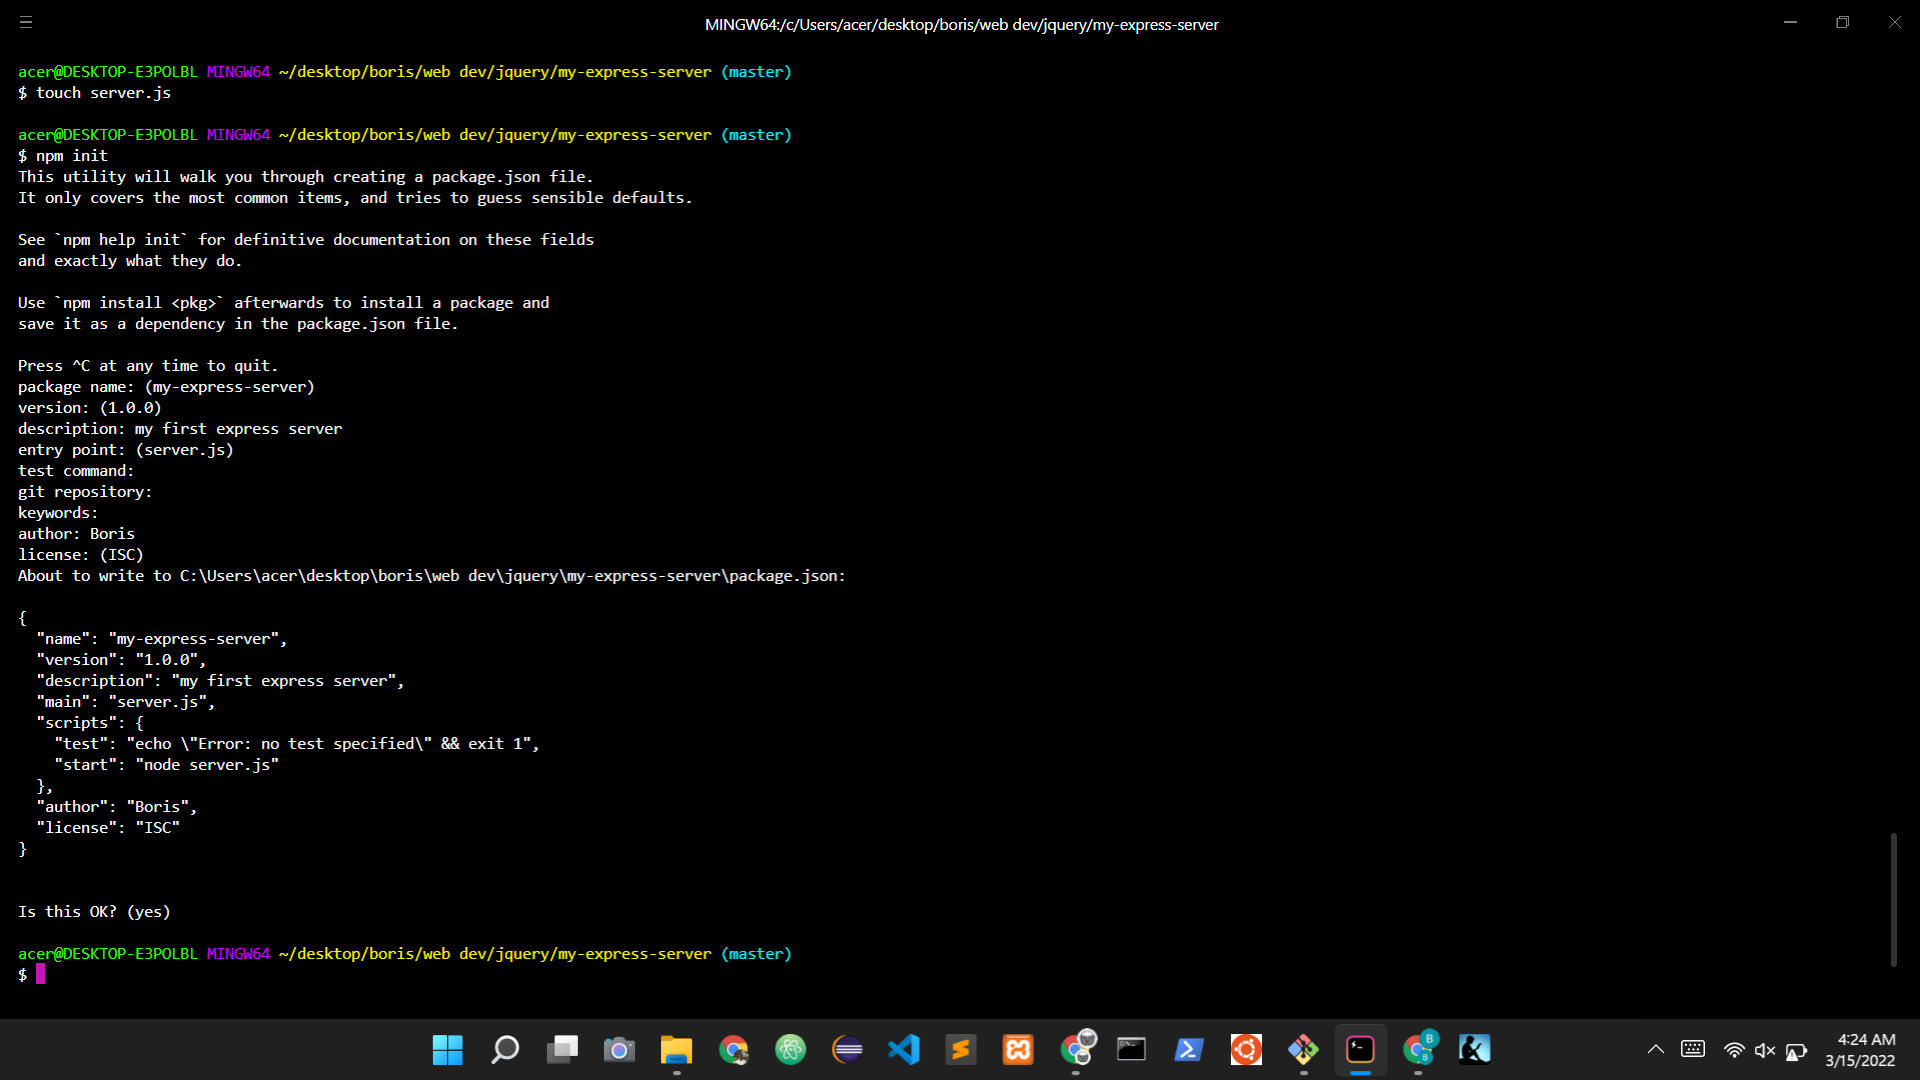 MINGW64:/c/Users/acer/desktop/boris/web dev/jquery/my-express-server
acer@DESKTOP-E3POLBL MINGW64 ~/desktop/boris/web dev/jquery/my-express-server (master)
$ touch server.js
acer@DESKTOP-E3POLBL MINGW64 ~/desktop/boris/web dev/jquery/my-express-server (master)
$ npm init
This utility will walk you through creating a package.json file.
It only covers the most common items, and tries to guess sensible defaults.
See `npm help init` for definitive documentation on these fields
and exactly what they do.
Use `npm install <pkg>` afterwards to install a package and
save it as a dependency in the package.json file.
Press ^C at any time to quit.
package name: (my-express-server)
version: (1.0.0)
description: my first express server
entry point: (server.js)
test command:
git repository:
keywords:
author: Boris
license: (ISC)
About to write to C:\Users\acer\desktop\boris\web dev\jquery\my-express-server\package.json:
{
  "name": "my-express-server",
  "version": "1.0.0",
  "description": "my first express server",
  "main": "server.js",
  "scripts": {
    "test": "echo \"Error: no test specified\" && exit 1",
    "start": "node server.js"
  },
  "author": "Boris",
  "license": "ISC"
}
Is this OK? (yes)
acer@DESKTOP-E3POLBL MINGW64 ~/desktop/boris/web dev/jquery/my-express-server (master)
$
4:24 AM
3/15/2022